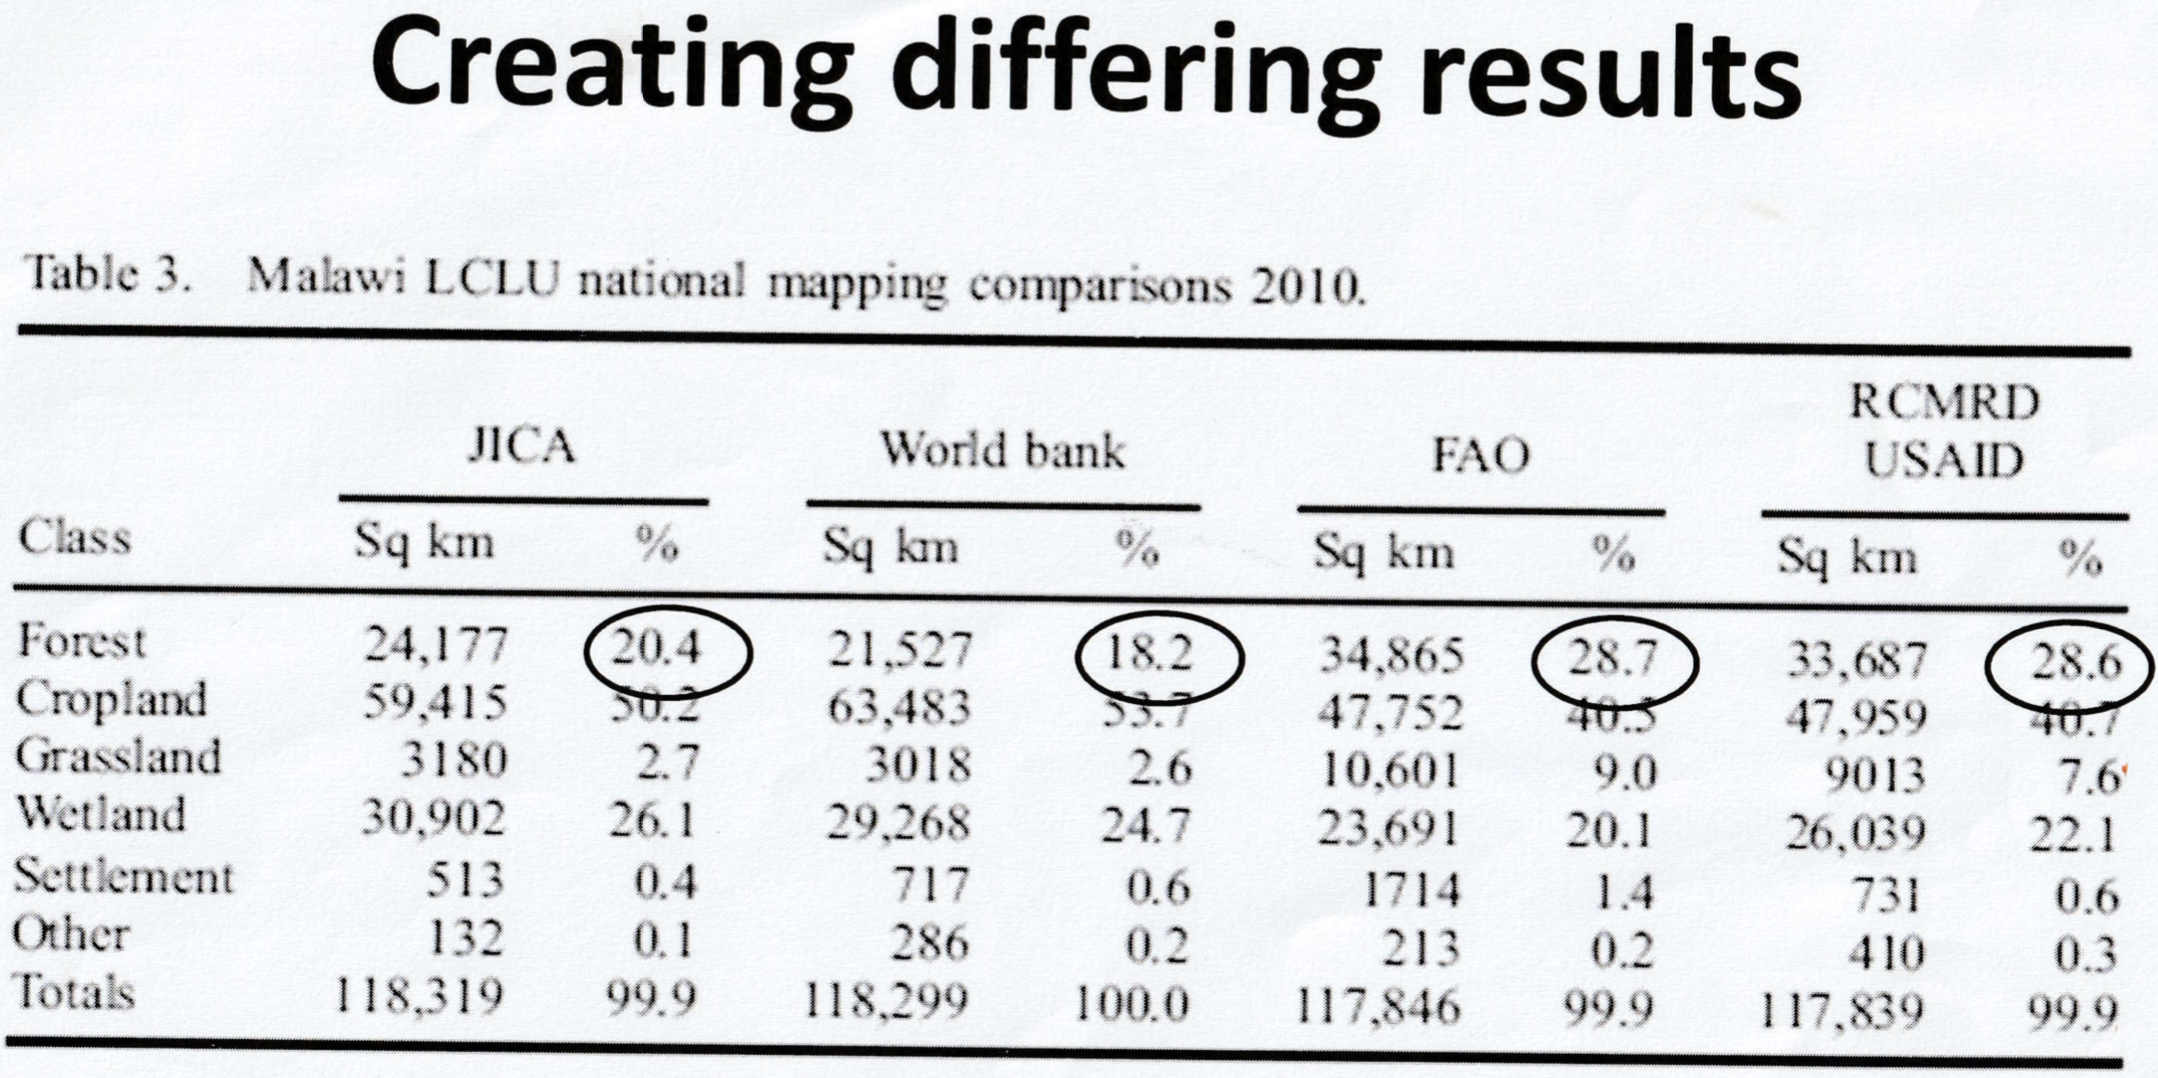 Creating differing results
Table 3. Malawi LCLU national mapping comparisons 2010.
RCMRD
JICA World bank FAO USAID
Class Sq km % Sq km % Sq km % Sq km %
Forest 24,177 20.4 21,527 18.2 34,865 28.7 33,687 28.6
Cropland 59,415 50.2 63,483 53.7 47,752 40.5 47,959 40.7
Grassland 3180 2.7 3018 2.6 10,601 9.0 9013 7.6
Wetland 30,902 26.1 29,268 24.7 23,691 20.1 26,039 22.1
Settlement 513 0.4 717 0.6 1714 1.4 731 0.6
Other 132 0.1 286 0.2 213 0.2 410 0.3
Totals 118,319 99.9 118,299 100.0 117,846 99.9 117,839 99.9